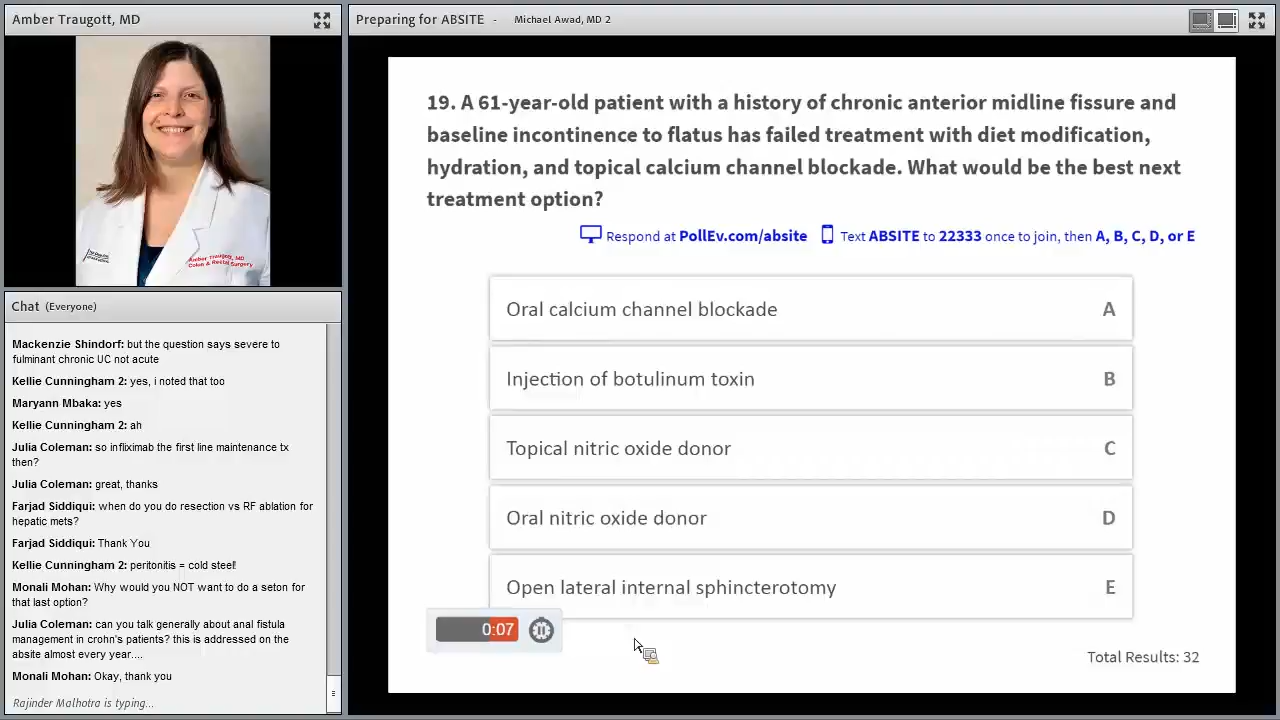 Amber Traugott, MD
Amber Traugott, MD
Colon & Rectal Surgery
Chat (Everyone)
Mackenzie Shindorf: but the question says severe to
fulminant chronic UC not acute
Kellie Cunningham 2: yes, i noted that too
Maryann Mbaka: yes
Kellie Cunningham 2: ah
Julia Coleman: so infliximab the first line maintenance tx
then?
Julia Coleman: great, thanks
Farjad Siddiqui: when do you do resection vs RF ablation for
hepatic mets?
Farjad Siddiqui: Thank You
Kellie Cunningham 2: peritonitis = cold steel!
Monali Mohan: Why would you NOT want to do a seton for
that last option?
Julia Coleman: can you talk generally about anal fistula
management in crohn's patients? this is addressed on the
absite almost every year....
Monali Mohan: Okay, thank you
Rajinder Malhotra is typing...
Preparing for ABSITE - Michael Awad, MD 2
19. A 61-year-old patient with a history of chronic anterior midline fissure and
baseline incontinence to flatus has failed treatment with diet modification,
hydration, and topical calcium channel blockade. What would be the best next
treatment option?
Respond at PollEv.com/absite Text ABSITE to 22333 once to join, then A, B, C, D, or E
Oral calcium channel blockade A
Injection of botulinum toxin B
Topical nitric oxide donor C
Oral nitric oxide donor D
Open lateral internal sphincterotomy E
0:07
Total Results: 32